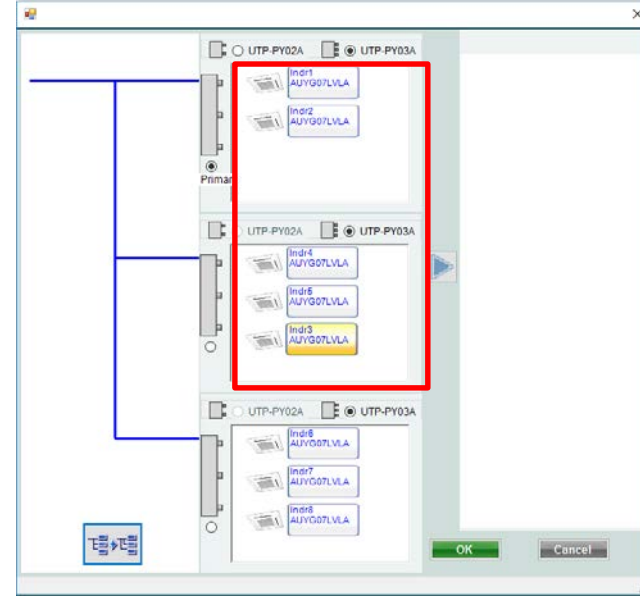 UTP-PY02A UTP-PY03A
Indr1
AUYG07LVLA
Indr2
AUYG07LVLA
Primar
UTP-PY02A UTP-PY03A
Indr4
AUYG07LVLA
Indr5
AUYG07LVLA
Indr3
AUYG07LVLA
UTP-PY02A UTP-PY03A
Indr6
AUYG07LVLA
Indr7
AUYG07LVLA
Indr8
AUYG07LVLA
OK Cancel